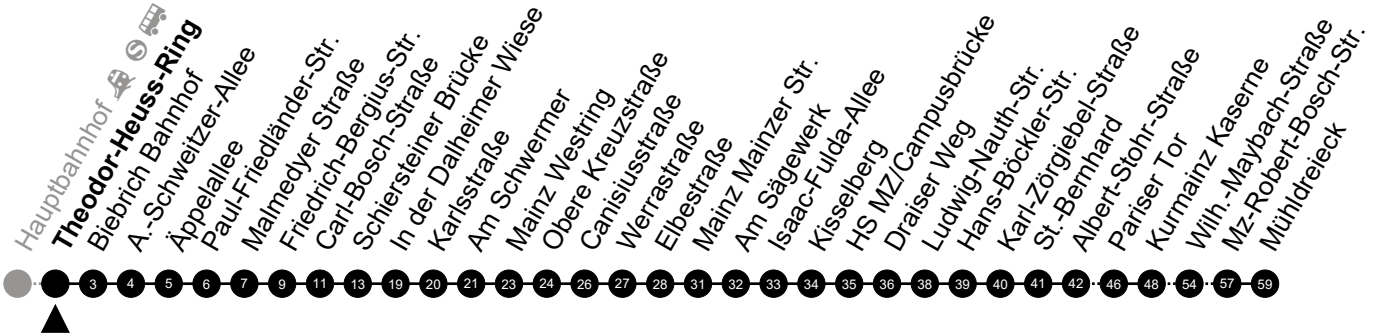 Hauptbahnhof S
Theodor-Heuss-Ring
Biebrich Bahnhof
A.-Schweitzer-Allee
Äppelallee
Paul-Friedländer-Str.
Malmedyer Straße
Friedrich-Bergius-Str.
Carl-Bosch-Straße
Schiersteiner Brücke
In der Dalheimer Wiese
Karlsstraße
Am Schwermer
Mainz Westring
Obere Kreuzstraße
Canisiusstraße
Werrastraße
Elbestraße
Mainz Mainzer Str.
Am Sägewerk
Isaac-Fulda-Allee
Kisselberg
HS MZ/Campusbrücke
Draiser Weg
Ludwig-Nauth-Str.
Hans-Böckler-Str.
Karl-Zörgiebel-Straße
St.-Bernhard
Albert-Stohr-Straße
Pariser Tor
Kurmainz Kaserne
Wilh.-Maybach-Straße
Mz-Robert-Bosch-Str.
Mühldreieck
3 4 5 6 7 9 11 13 19 20 21 23 24 26 27 28 31 32 33 34 35 36 38 39 40 41 42 46 48 54 57 59